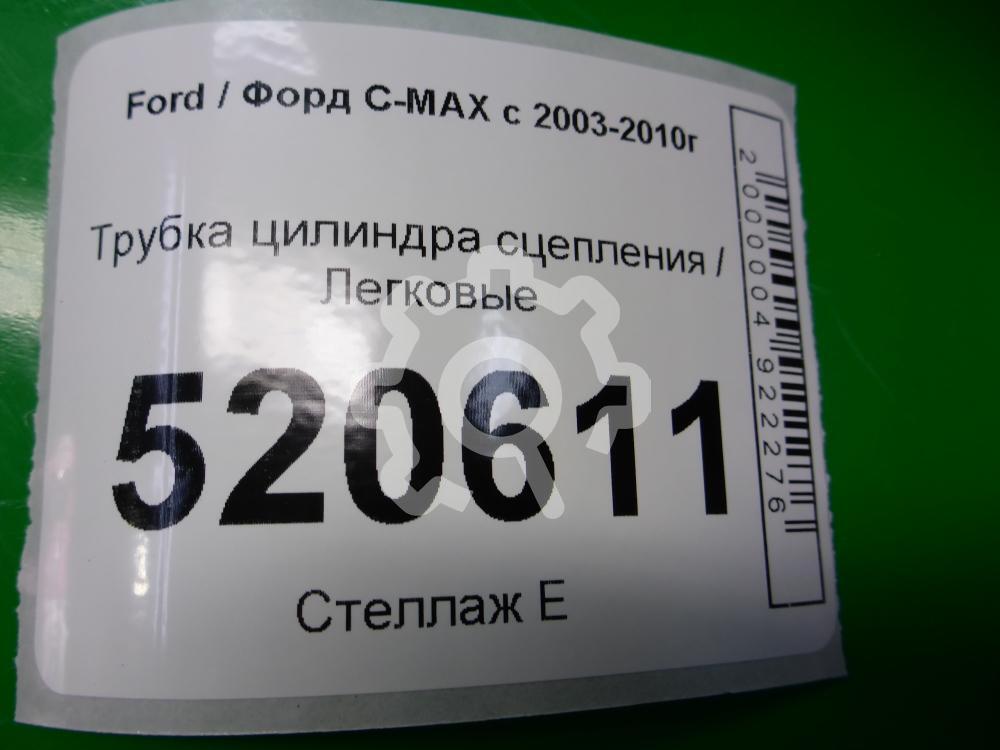 Ford / Форд C-MAX с 2003-2010г
Трубка цилиндра сцепления /
Легковые
520611
Стеллаж Е
2000004922276